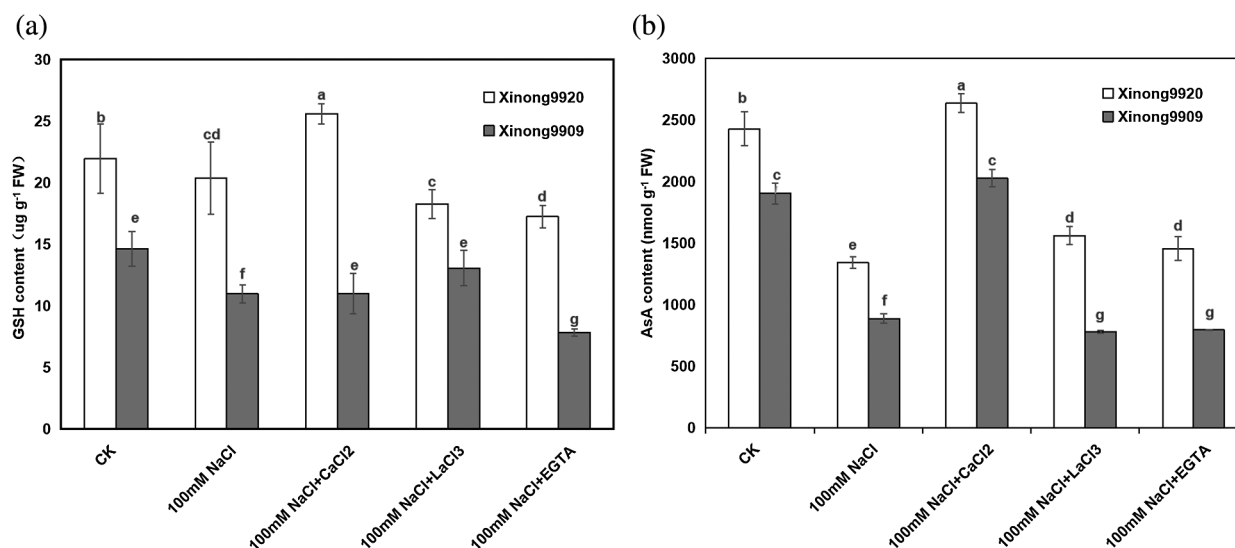 (a)
30
25
20
15
10
5
0
GSH content（ug g-1 FW）
Xinong9920
Xinong9909
b
e
cd
f
a
e
c
e
d
g
CK
100mM NaCl
100mM NaCl+CaCl2
100mM NaCl+LaCl3
100mM NaCl+EGTA
(b)
3000
2500
2000
1500
1000
500
0
AsA content (nmol g-1 FW)
Xinong9920
Xinong9909
b
c
e
f
a
c
d
g
d
g
CK
100mM NaCl
100mM NaCl+CaCl2
100mM NaCl+LaCl3
100mM NaCl+EGTA